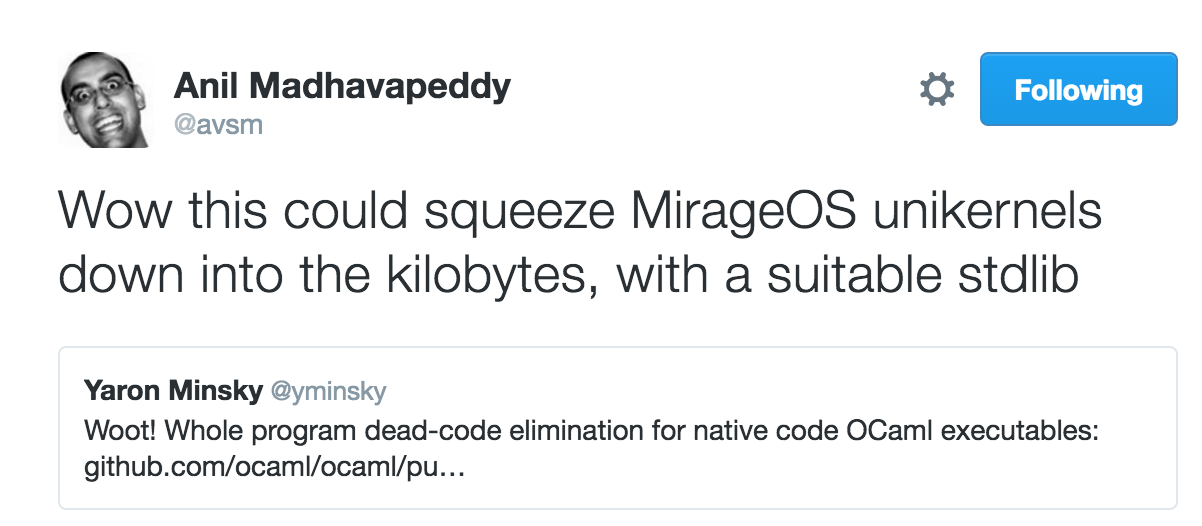 Anil Madhavapeddy
@avsm
Following
Wow this could squeeze MirageOS unikernels
down into the kilobytes, with a suitable stdlib
Yaron Minsky @yminsky
Woot! Whole program dead-code elimination for native code OCaml executables:
github.com/ocaml/ocaml/pu…